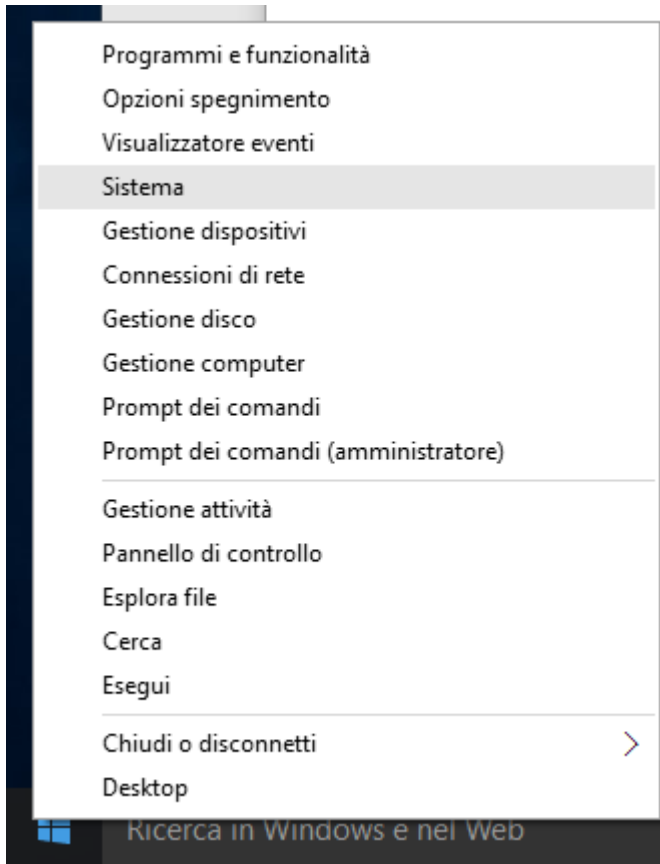 Programmi e funzionalità
Opzioni spegnimento
Visualizzatore eventi
Sistema
Gestione dispositivi
Connessioni di rete
Gestione disco
Gestione computer
Prompt dei comandi
Prompt dei comandi (amministratore)
Gestione attività
Pannello di controllo
Esplora file
Cerca
Esegui
Chiudi o disconnetti
Desktop
Ricerca in Windows e nel Web